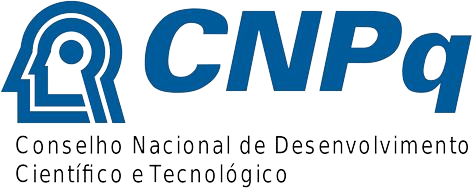 CNPq
Conselho Nacional de Desenvolvimento
Científico e Tecnológico